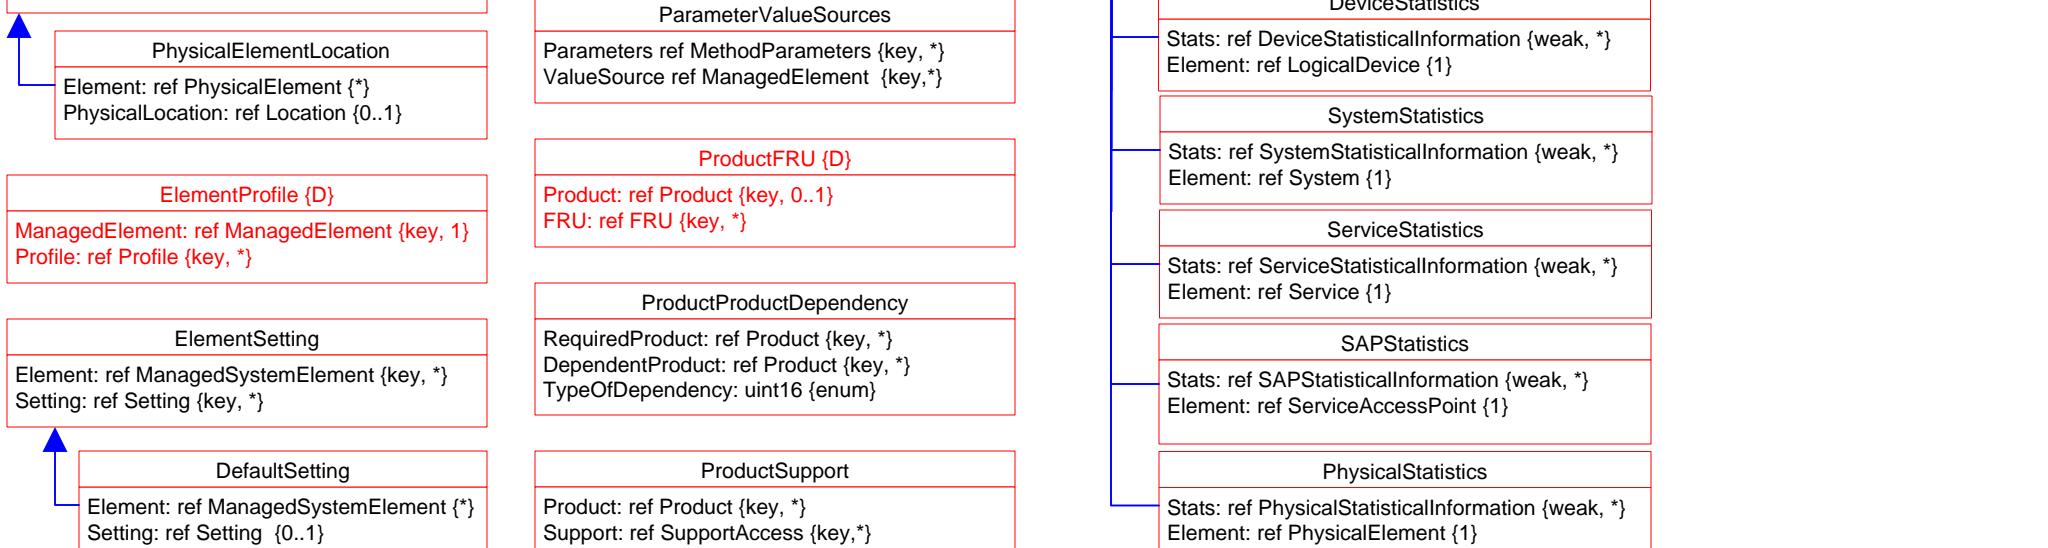 PhysicalElementLocation
Element: ref PhysicalElement {*}
PhysicalLocation: ref Location {0..1}
ElementProfile {D}
ManagedElement: ref ManagedElement {key, 1}
Profile: ref Profile {key, *}
ElementSetting
Element: ref ManagedSystemElement {key, *}
Setting: ref Setting {key, *}
DefaultSetting
Element: ref ManagedSystemElement {*}
Setting: ref Setting  {0..1}
ParameterValueSources
Parameters ref MethodParameters {key, *}
ValueSource ref ManagedElement  {key,*}
ProductFRU {D}
Product: ref Product {key, 0..1}
FRU: ref FRU {key, *}
ProductProductDependency
RequiredProduct: ref Product {key, *}
DependentProduct: ref Product {key, *}
TypeOfDependency: uint16 {enum}
ProductSupport
Product: ref Product {key, *}
Support: ref SupportAccess {key,*}
DeviceStatistics
Stats: ref DeviceStatisticalInformation {weak, *}
Element: ref LogicalDevice {1}
SystemStatistics
Stats: ref SystemStatisticalInformation {weak, *}
Element: ref System {1}
ServiceStatistics
Stats: ref ServiceStatisticalInformation {weak, *}
Element: ref Service {1}
SAPStatistics
Stats: ref SAPStatisticalInformation {weak, *}
Element: ref ServiceAccessPoint {1}
PhysicalStatistics
Stats: ref PhysicalStatisticalInformation {weak, *}
Element: ref PhysicalElement {1}